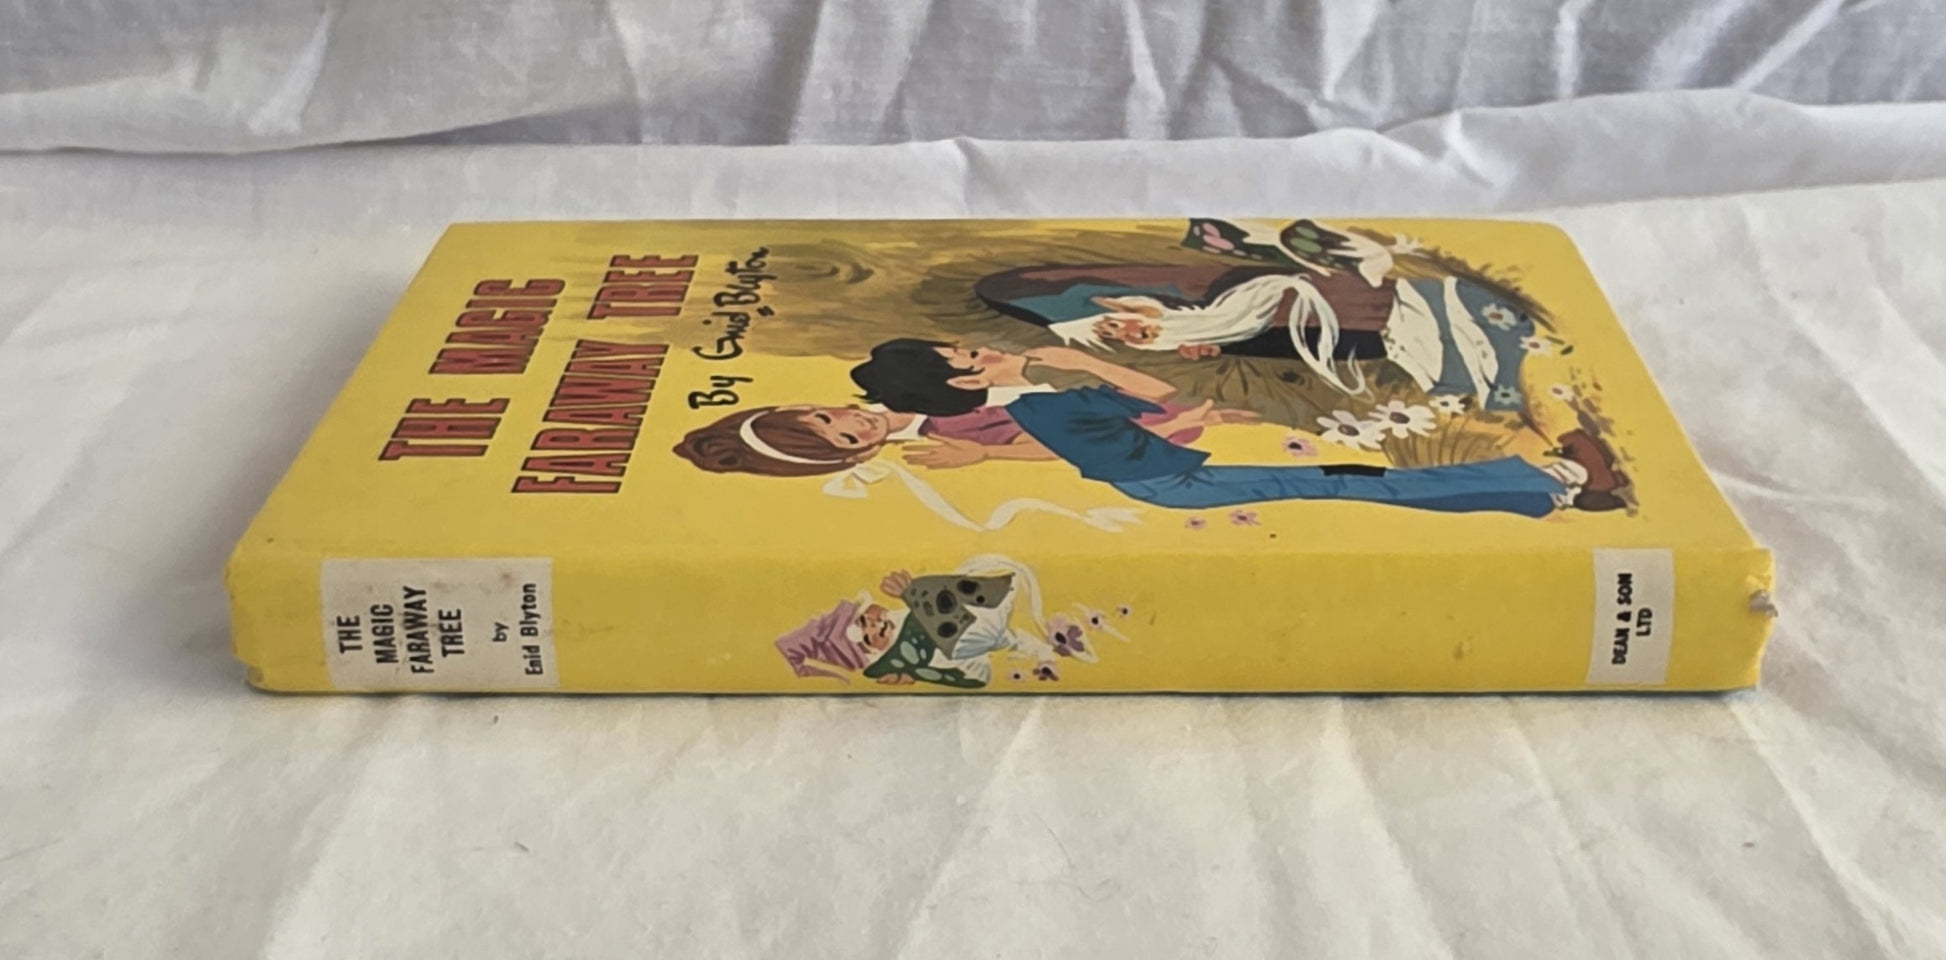 THE MAGIC
FARAWAY TREE
By Enid Blyton
THE
MAGIC
FARAWAY
TREE
by
Enid Blyton
DEAN & SON
LTD